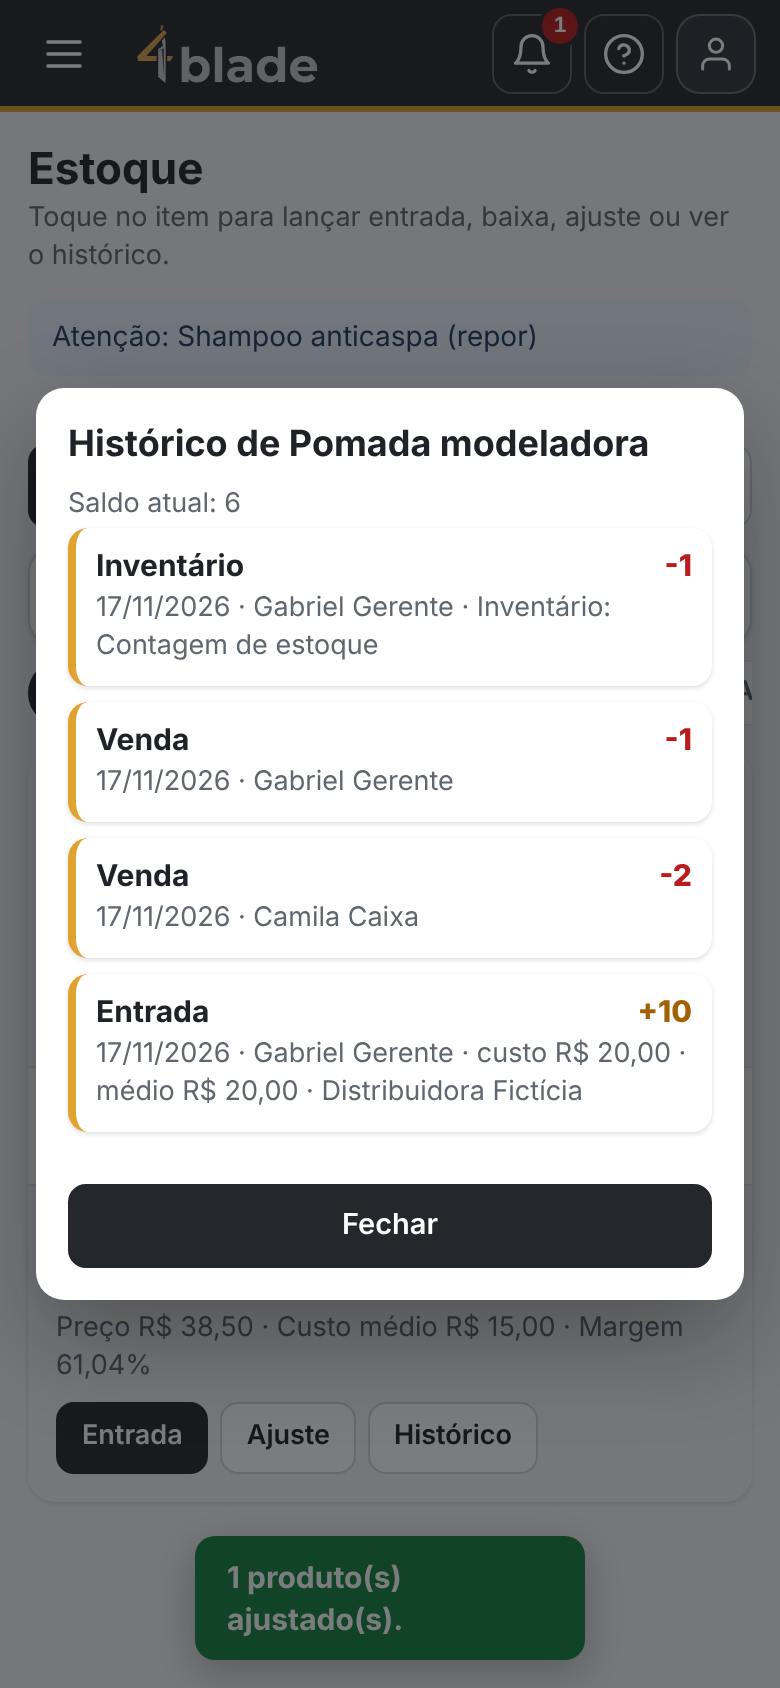 4blade
1
Estoque
Toque no item para lançar entrada, baixa, ajuste ou ver
o histórico.
Atenção: Shampoo anticaspa (repor)
Histórico de Pomada modeladora
Saldo atual: 6
Inventário -1
17/11/2026 · Gabriel Gerente · Inventário:
Contagem de estoque
Venda -1
17/11/2026 · Gabriel Gerente
Venda -2
17/11/2026 · Camila Caixa
Entrada +10
17/11/2026 · Gabriel Gerente · custo R$ 20,00 ·
médio R$ 20,00 · Distribuidora Fictícia
Fechar
Preço R$ 38,50 · Custo médio R$ 15,00 · Margem
61,04%
Entrada Ajuste Histórico
1 produto(s)
ajustado(s).